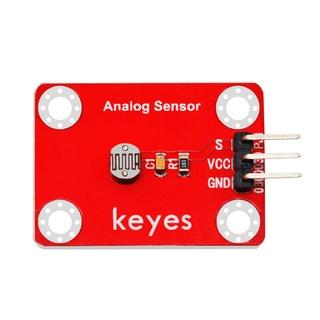 Analog Sensor
S
VCC
GND
C1
R1
keyes